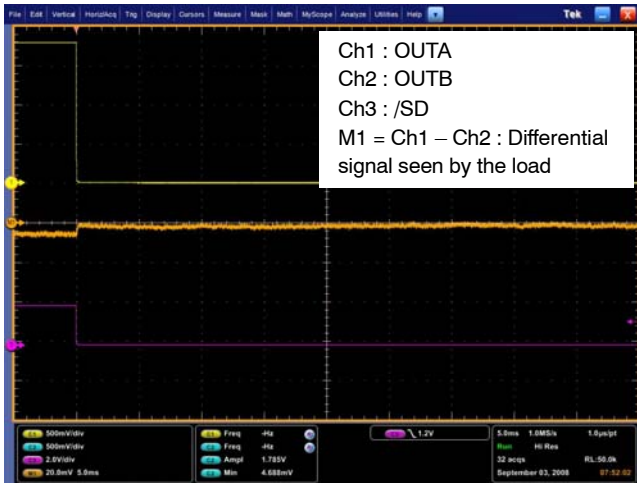 File Edit Vertical Horiz/Acq Trig Display Cursors Measure Mask Math MyScope Analyze Utilities Help Tek
Ch1 : OUTA
Ch2 : OUTB
Ch3 : /SD
M1 = Ch1 – Ch2 : Differential
signal seen by the load
500mV/div
500mV/div
2.0V/div
20.0mV 5.0ms
Freq -Hz
Freq -Hz
Ampl 1.785V
Min 4.688mV
1.2V
5.0ms 1.0MS/s 1.0µs/pt
Run Hi Res
32 acqs RL:50.0k
September 03, 2008 07:52:02